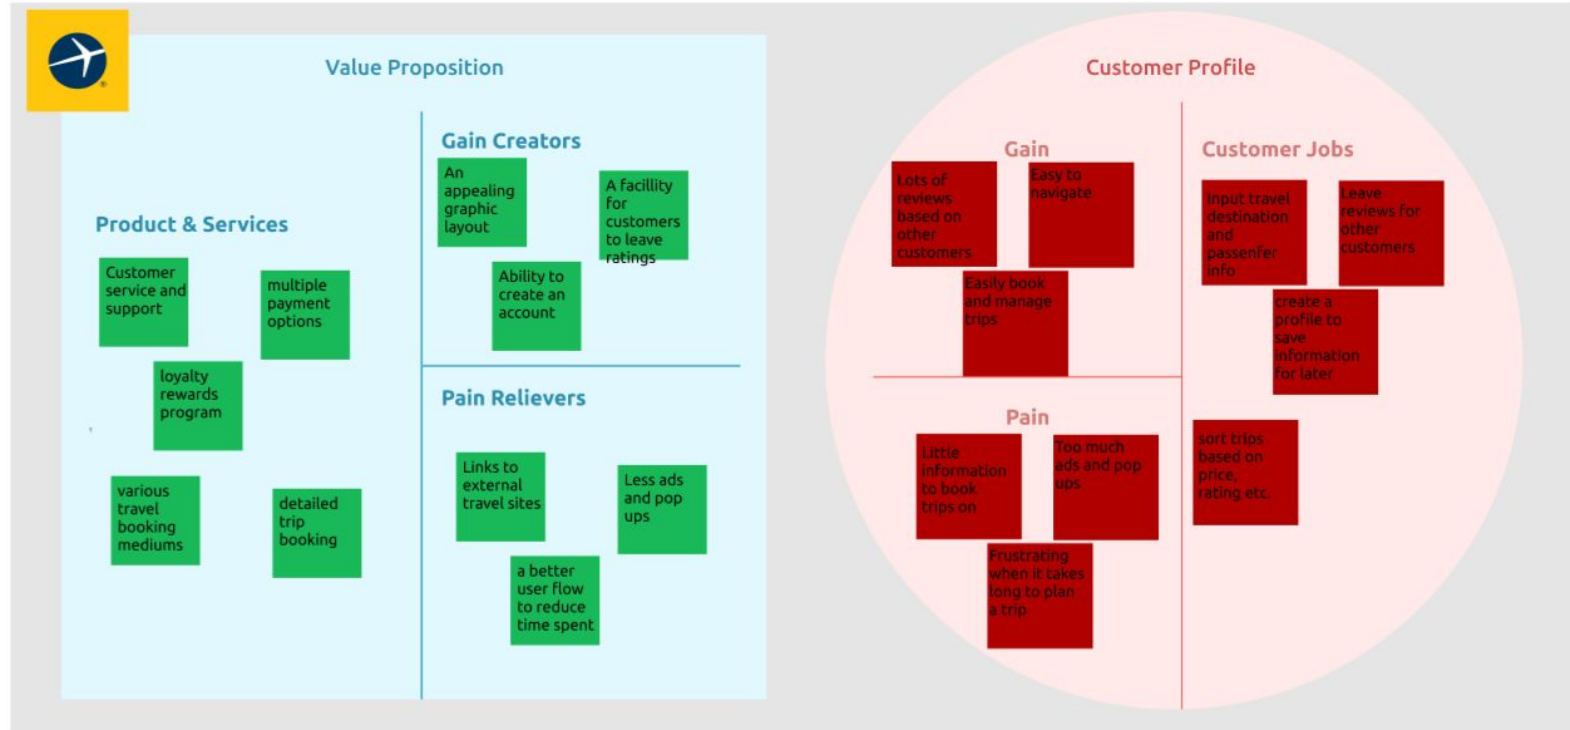 Value Proposition
Product & Services
Customer
service and
support
multiple
payment
options
loyalty
rewards
program
various
travel
booking
mediums
detailed
trip
booking
Gain Creators
An
appealing
graphic
layout
A facillity
for
customers
to leave
ratings
Ability to
create an
account
Pain Relievers
Links to
external
travel sites
Less ads
and pop
ups
a better
user flow
to reduce
time spent
Customer Profile
Gain
Lots of
reviews
based on
other
customers
Easy to
navigate
Easily book
and manage
trips
Customer Jobs
Input travel
destination
and
passenfer
info
Leave
reviews for
other
customers
create a
profile to
save
information
for later
sort trips
based on
price,
rating etc.
Pain
Little
information
to book
trips on
Too much
ads and pop
ups
Frustrating
when it takes
long to plan
a trip